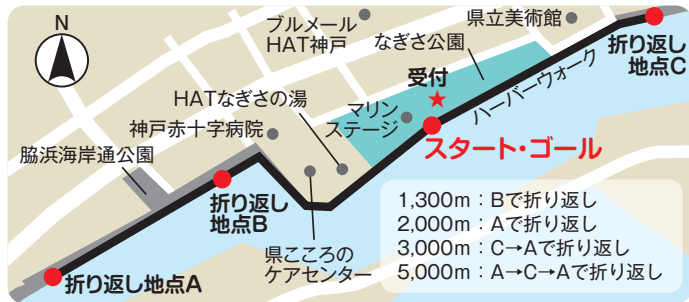 N
ブルメール
HAT神戸
県立美術館
なぎさ公園
折り返し
地点C
受付
ハーバーウォーク
HATなぎさの湯
マリン
ステージ
神戸赤十字病院
スタート・ゴール
脇浜海岸通公園
折り返し
地点B
県こころの
ケアセンター
折り返し地点A
1,300m：Bで折り返し
2,000m：Aで折り返し
3,000m：C→Aで折り返し
5,000m：A→C→Aで折り返し